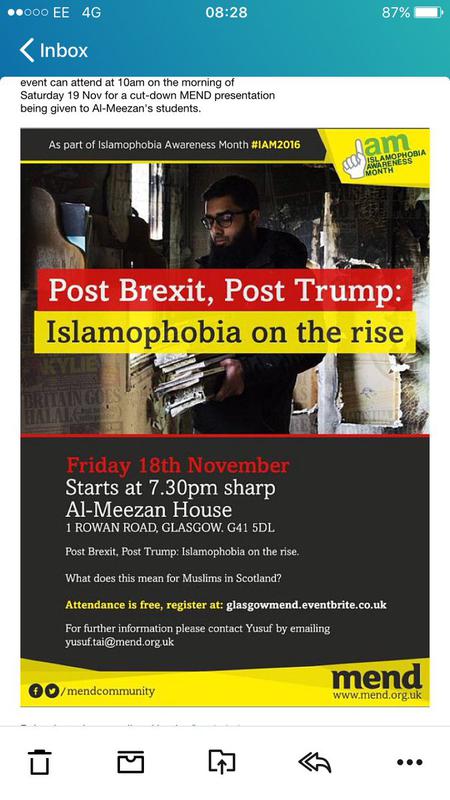 EE 4G 08:28 87%
Inbox
event can attend at 10am on the morning of
Saturday 19 Nov for a cut-down MEND presentation
being given to Al-Meezan's students.
As part of Islamophobia Awareness Month #IAM2016
iam
ISLAMOPHOBIA
AWARENESS
MONTH
Post Brexit, Post Trump:
Islamophobia on the rise
KYLIE
BRITAIN GOES
HALAL
Friday 18th November
Starts at 7.30pm sharp
Al-Meezan House
1 ROWAN ROAD, GLASGOW. G41 5DL
Post Brexit, Post Trump: Islamophobia on the rise.
What does this mean for Muslims in Scotland?
Attendance is free, register at: glasgowmend.eventbrite.co.uk
For further information please contact Yusuf by emailing
yusuf.tai@mend.org.uk
/mendcommunity
mend
www.mend.org.uk